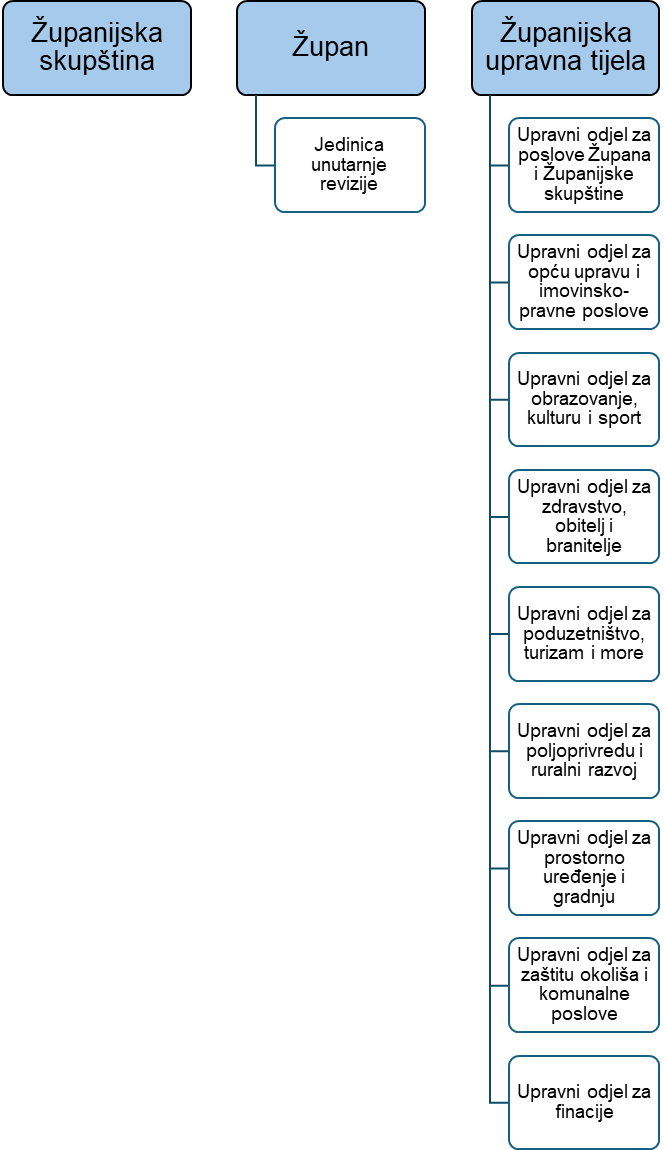 Županijska
skupština
Župan
Jedinica
unutarnje
revizije
Županijska
upravna tijela
Upravni odjel za
poslove Župana
i Županijske
skupštine
Upravni odjel za
opću upravu i
imovinsko-
pravne poslove
Upravni odjel za
obrazovanje,
kulturu i sport
Upravni odjel za
zdravstvo,
obitelj i
branitelje
Upravni odjel za
poduzetništvo,
turizam i more
Upravni odjel za
poljoprivredu i
ruralni razvoj
Upravni odjel za
prostorno
uređenje i
gradnju
Upravni odjel za
zaštitu okoliša i
komunalne
poslove
Upravni odjel za
finacije